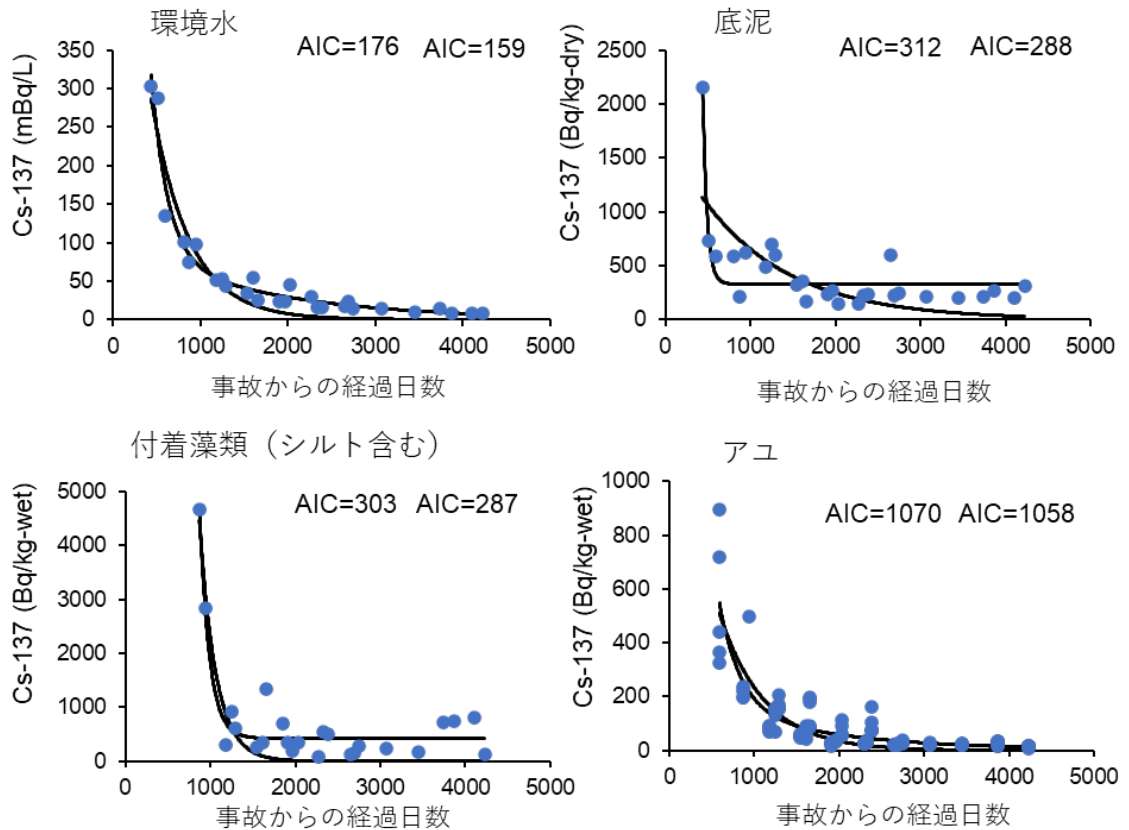 環境水
AIC=176 AIC=159
Cs-137 (mBq/L)
350
300
250
200
150
100
50
0
0 1000 2000 3000 4000 5000
事故からの経過日数
底泥
AIC=312 AIC=288
Cs-137 (Bq/kg-dry)
2500
2000
1500
1000
500
0
0 1000 2000 3000 4000 5000
事故からの経過日数
付着藻類（シルト含む）
AIC=303 AIC=287
Cs-137 (Bq/kg-wet)
5000
4000
3000
2000
1000
0
0 1000 2000 3000 4000 5000
事故からの経過日数
アユ
AIC=1070 AIC=1058
Cs-137 (Bq/kg-wet)
1000
800
600
400
200
0
0 1000 2000 3000 4000 5000
事故からの経過日数